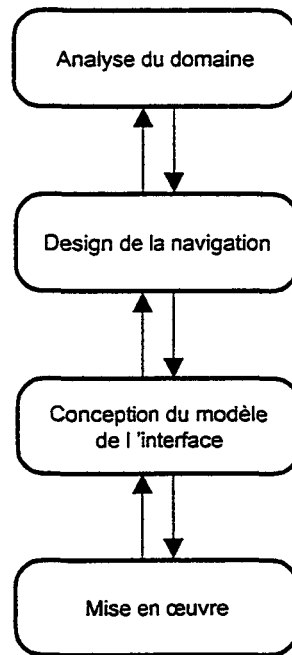 Analyse du domaine
Design de la navigation
Conception du modèle
de l 'interface
Mise en œuvre